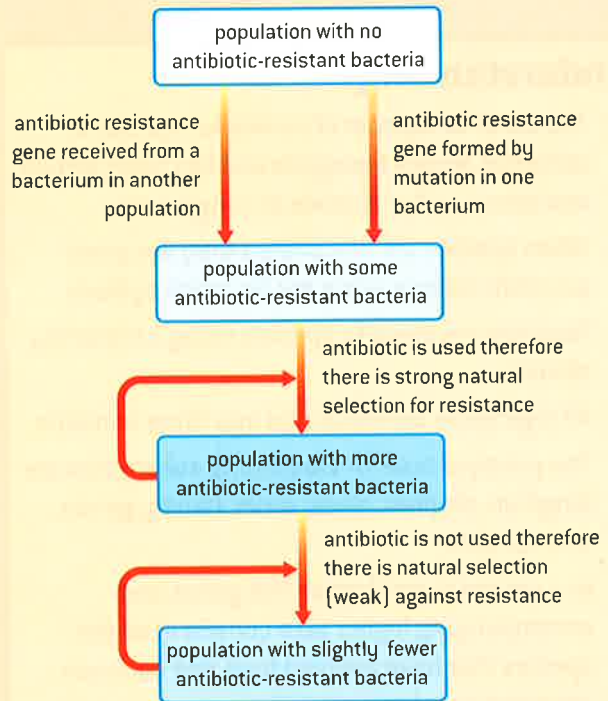 population with no
antibiotic-resistant bacteria
antibiotic resistance
gene received from a
bacterium in another
population
antibiotic resistance
gene formed by
mutation in one
bacterium
population with some
antibiotic-resistant bacteria
antibiotic is used therefore
there is strong natural
selection for resistance
population with more
antibiotic-resistant bacteria
antibiotic is not used therefore
there is natural selection
(weak) against resistance
population with slightly fewer
antibiotic-resistant bacteria